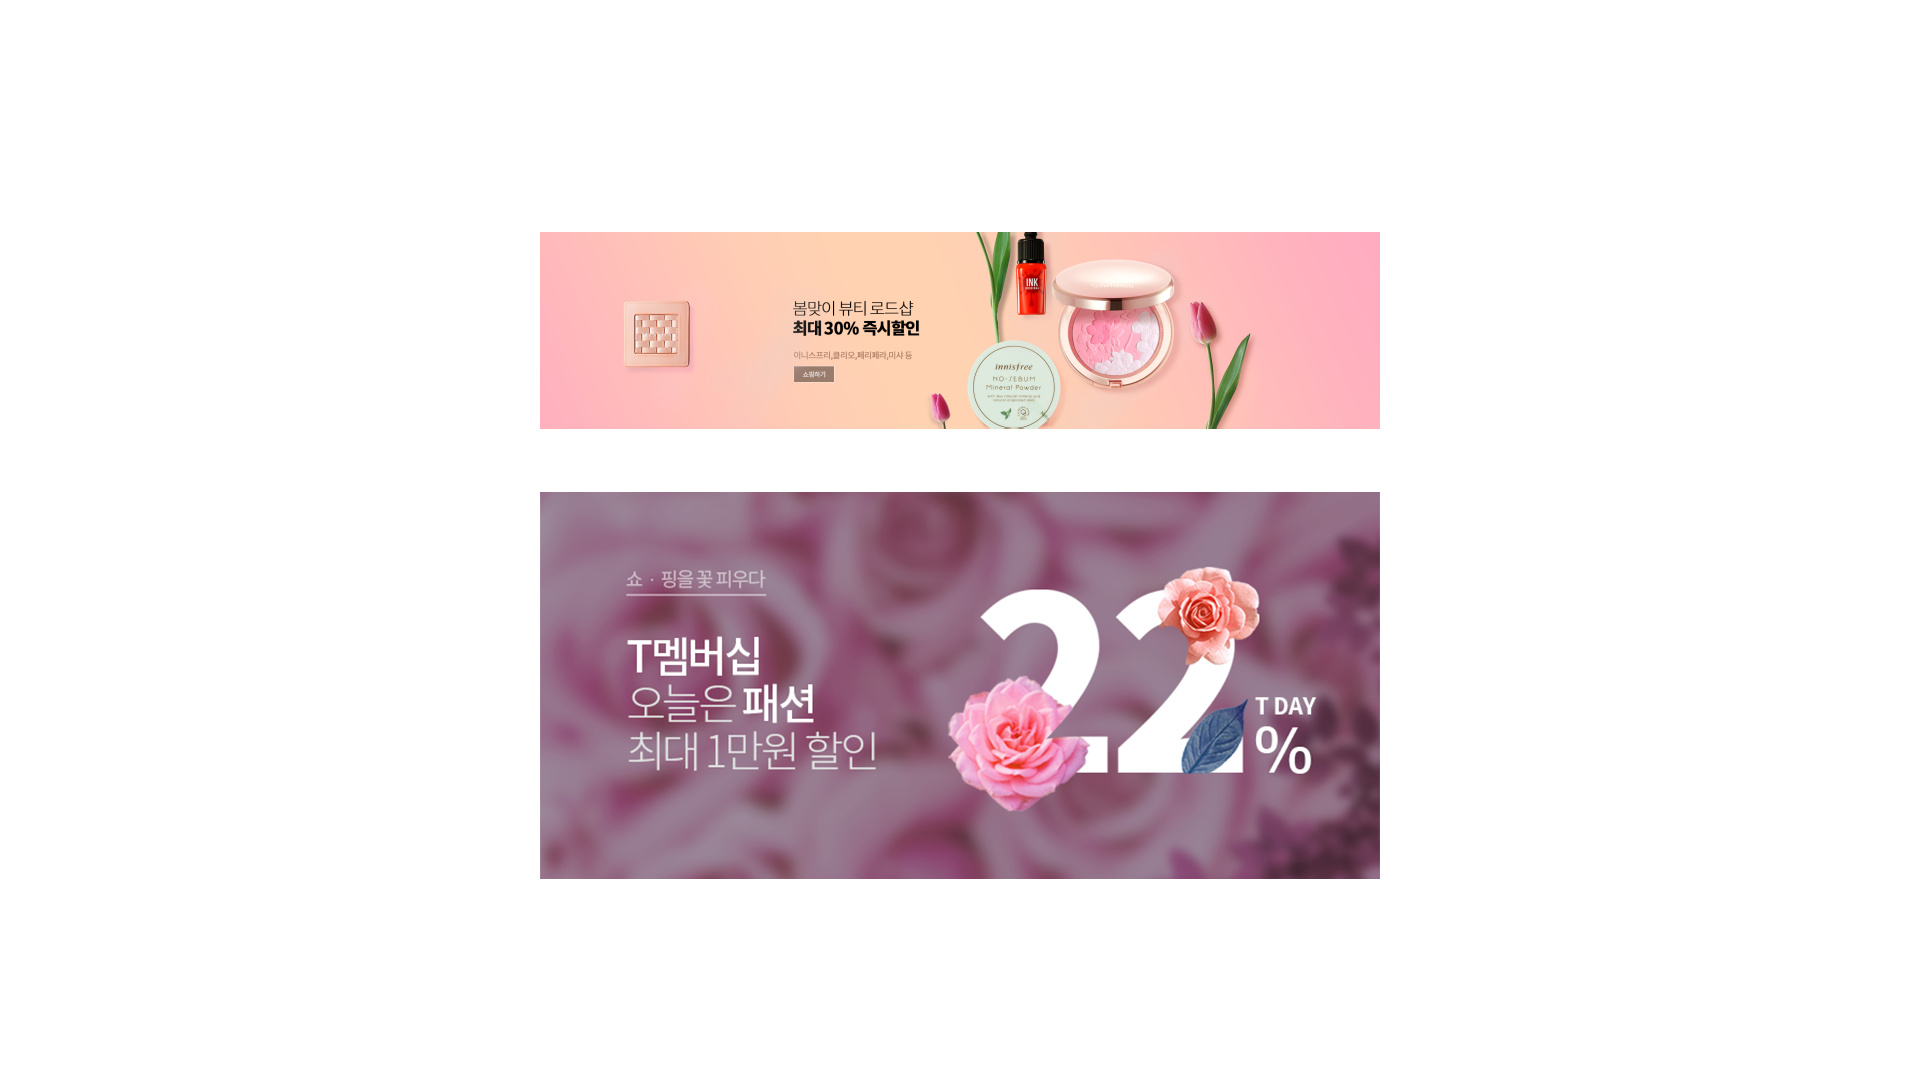 봄맞이 뷰티 로드샵
최대 30% 즉시할인
이니스프리,클리오,페리페라,미샤 등
쇼핑하기
INK
innisfree
NO-SEBUM
Mineral Powder
쇼 · 핑을 꽃 피우다
T멤버십
오늘은 패션
최대 1만원 할인
22
T DAY
%